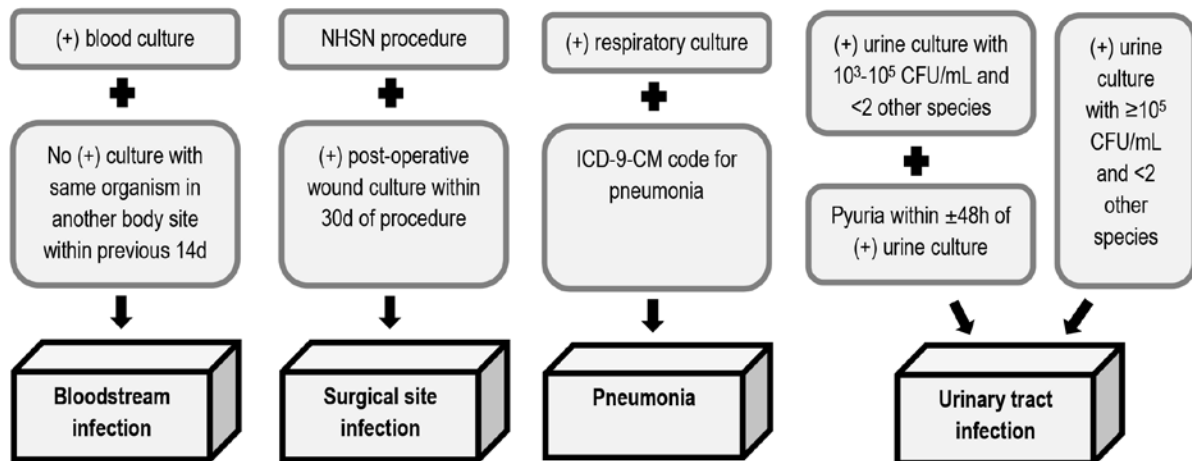 (+) blood culture
No (+) culture with
same organism in
another body site
within previous 14d
Bloodstream
infection
NHSN procedure
(+) post-operative
wound culture within
30d of procedure
Surgical site
infection
(+) respiratory culture
ICD-9-CM code for
pneumonia
Pneumonia
(+) urine culture with
10³-10⁵ CFU/mL and
<2 other species
Pyuria within ±48h of
(+) urine culture
(+) urine
culture
with ≥10⁵
CFU/mL
and <2
other
species
Urinary tract
infection